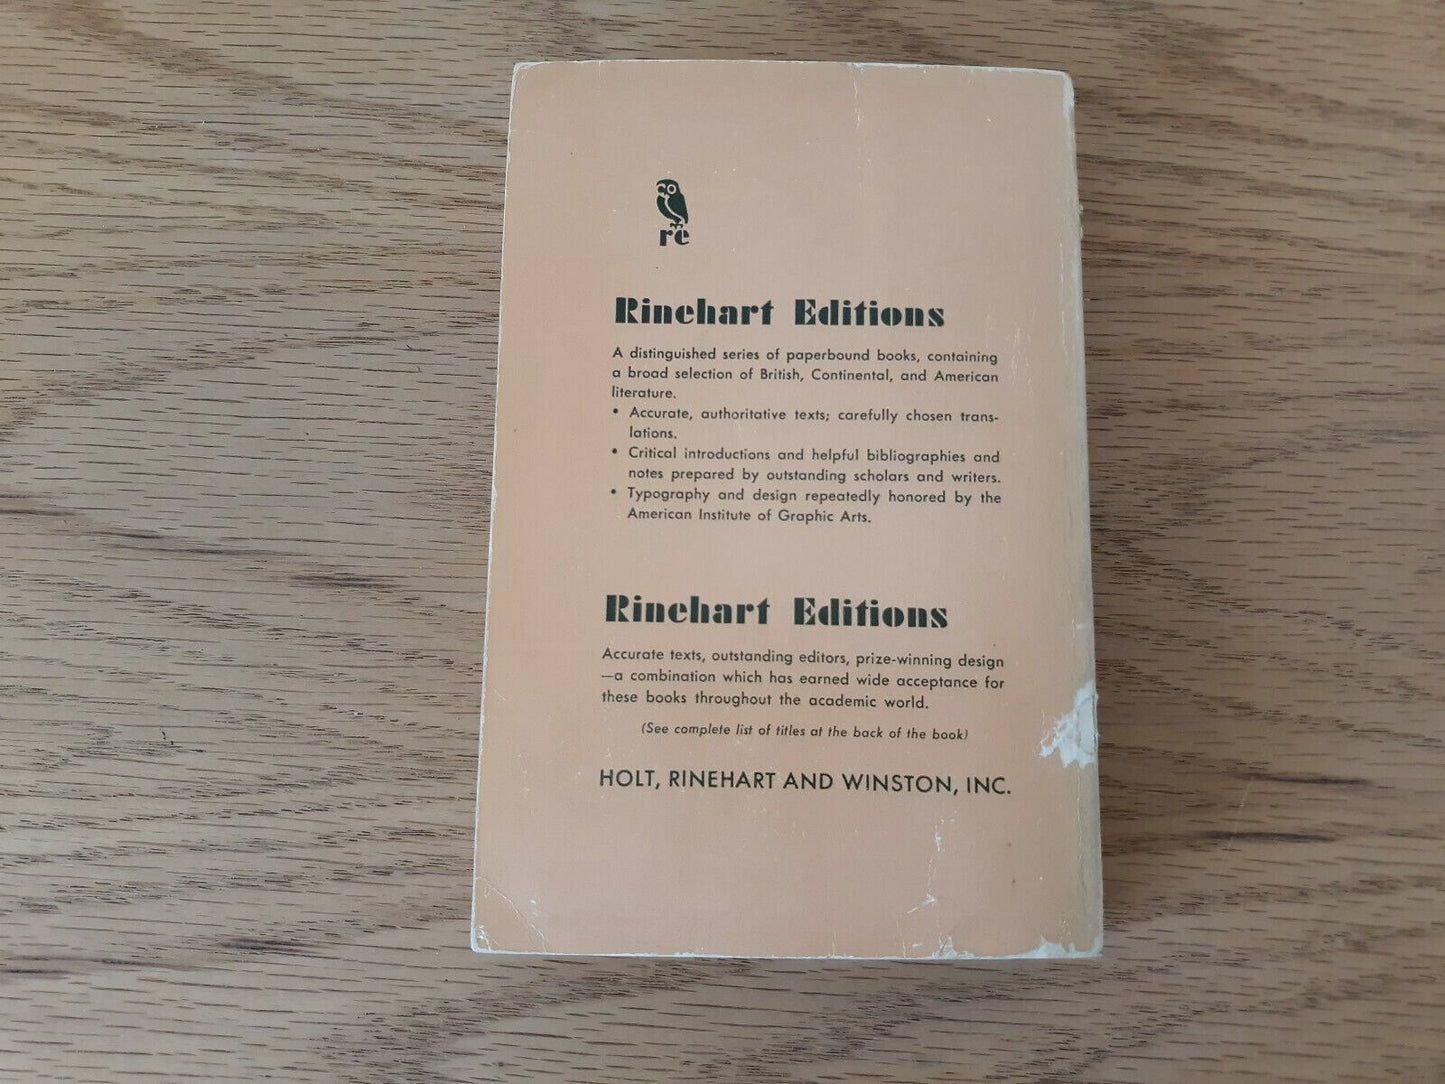 re
Rinehart Editions
A distinguished series of paperbound books, containing
a broad selection of British, Continental, and American
literature.
• Accurate, authoritative texts; carefully chosen trans-
lations.
• Critical introductions and helpful bibliographies and
notes prepared by outstanding scholars and writers.
• Typography and design repeatedly honored by the
American Institute of Graphic Arts.
Rinehart Editions
Accurate texts, outstanding editors, prize-winning design
—a combination which has earned wide acceptance for
these books throughout the academic world.
(See complete list of titles at the back of the book)
HOLT, RINEHART AND WINSTON, INC.